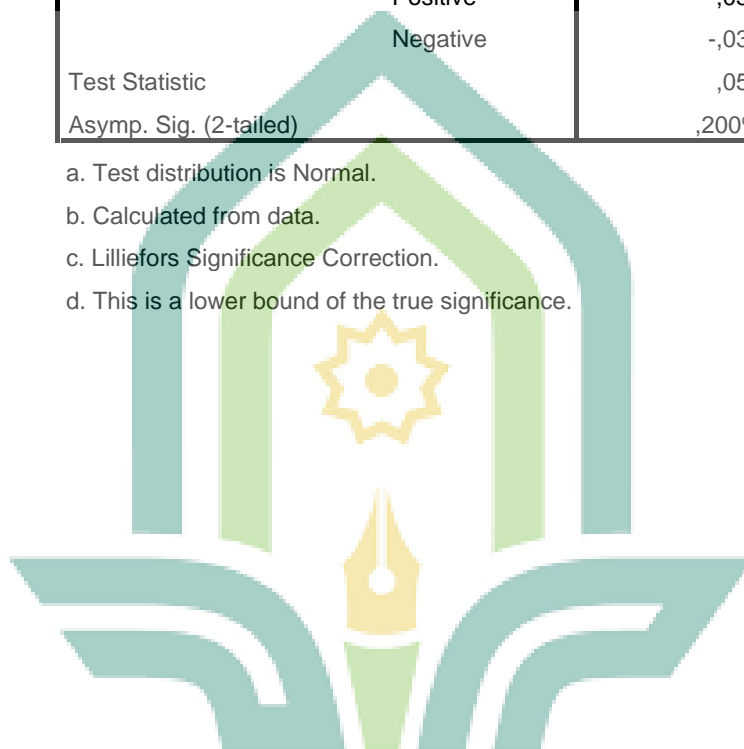 Negative
Test Statistic
Asymp. Sig. (2-tailed)
a. Test distribution is Normal.
b. Calculated from data.
c. Lilliefors Significance Correction.
d. This is a lower bound of the true significance.